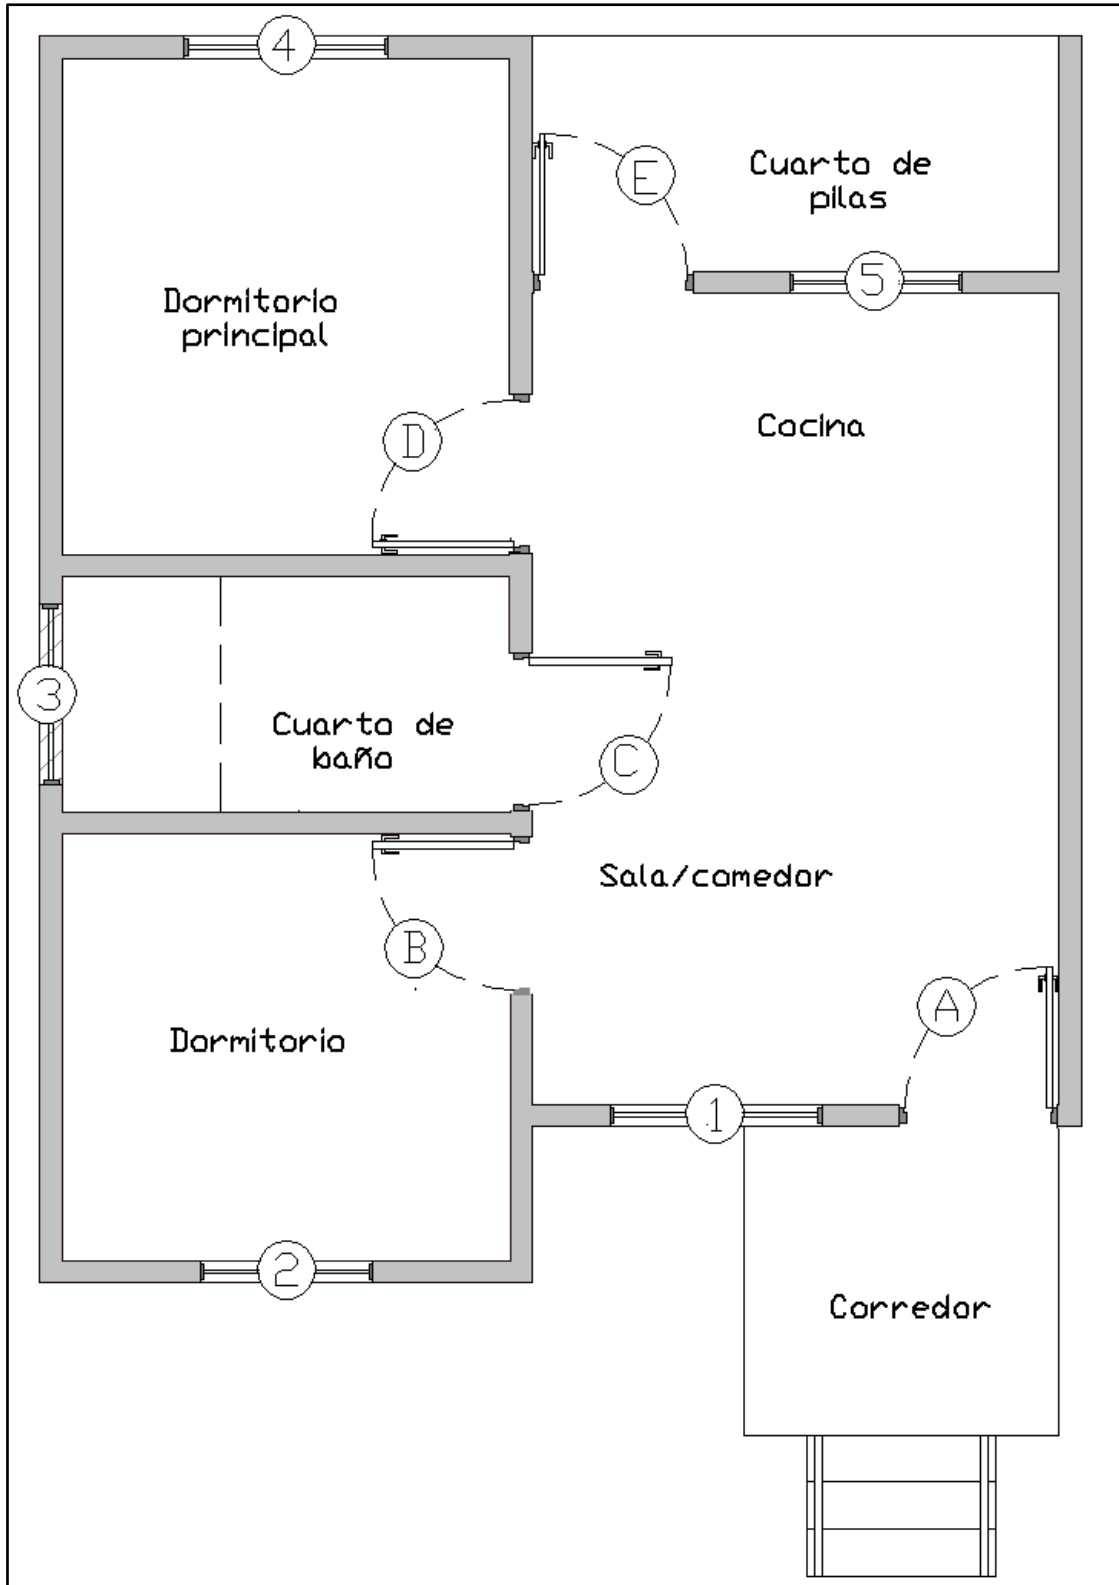 4
E
Cuarto de
pilas
5
Dormitorio
principal
D
Cocina
3
Cuarto de
baño
C
Sala/comedor
B
A
Dormitorio
1
2
Corredor